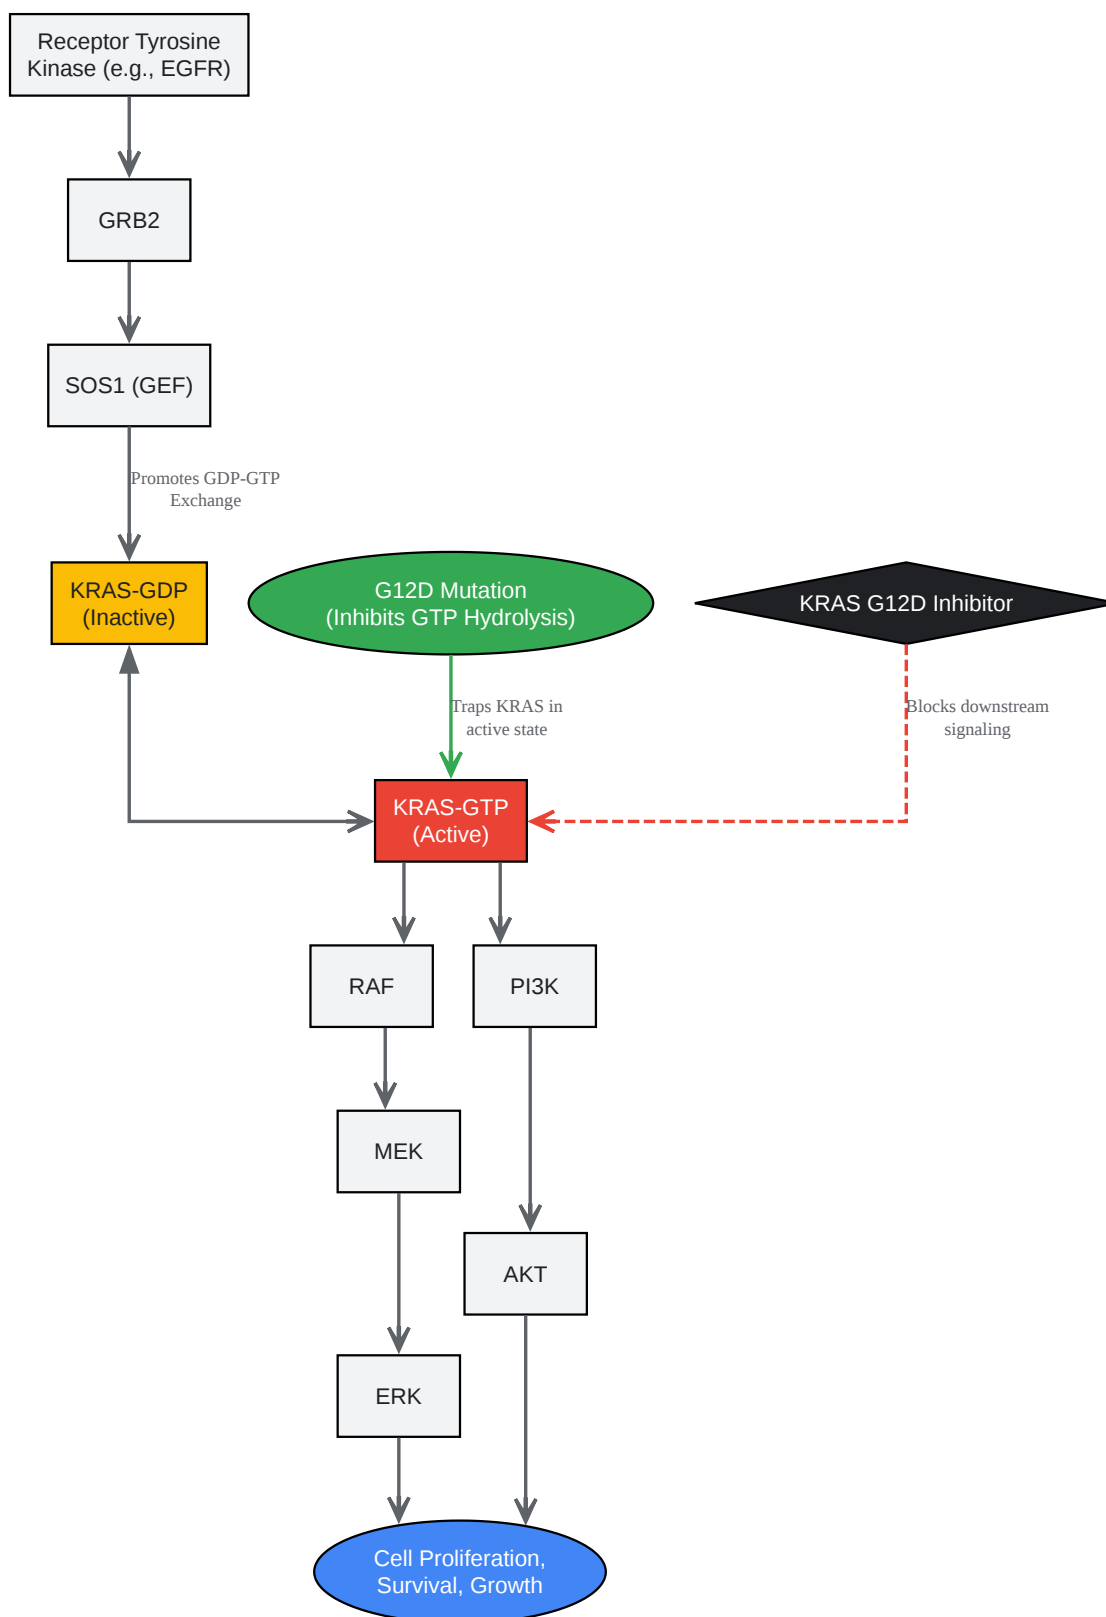 Receptor Tyrosine
Kinase (e.g., EGFR)
GRB2
SOS1 (GEF)
Promotes GDP-GTP
Exchange
KRAS-GDP
(Inactive)
G12D Mutation
(Inhibits GTP Hydrolysis)
KRAS G12D Inhibitor
Traps KRAS in
active state
Blocks downstream
signaling
KRAS-GTP
(Active)
RAF
PI3K
MEK
AKT
ERK
Cell Proliferation,
Survival, Growth